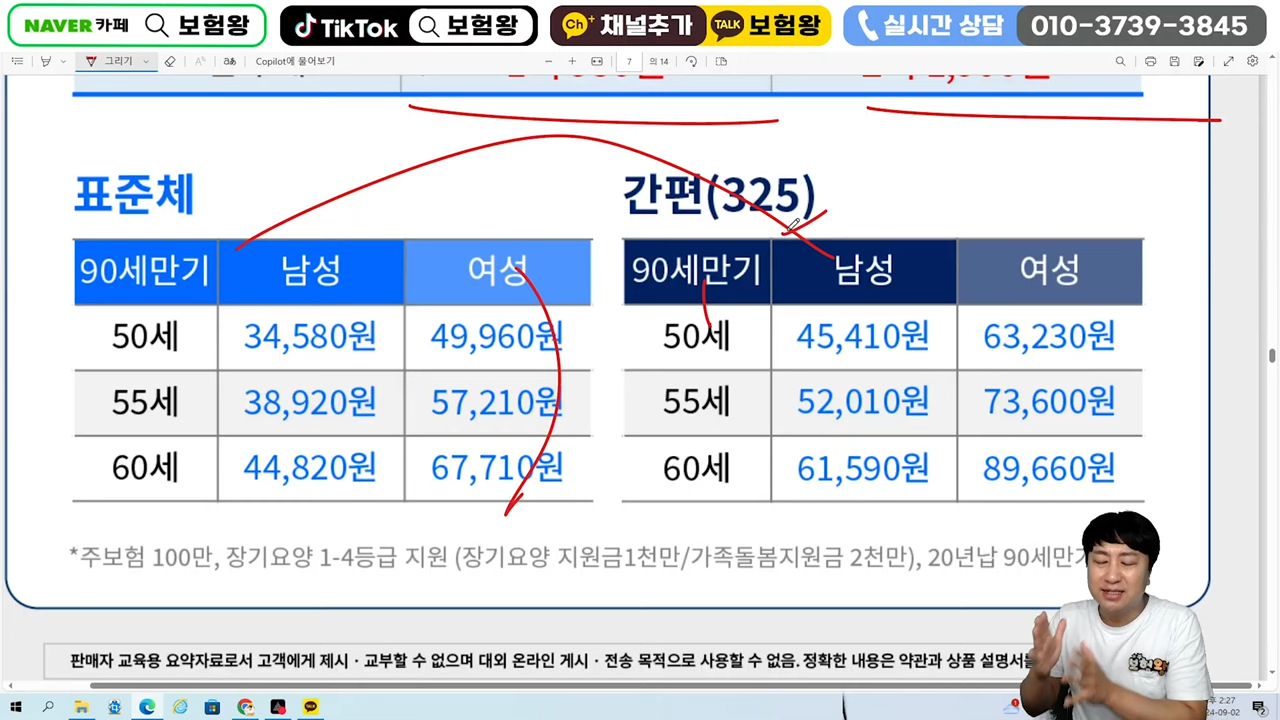 NAVER 카페 보험왕 TikTok 보험왕 Ch+ 채널추가 TALK 보험왕 실시간 상담 010-3739-3845
그리기 Copilot에 물어보기 7 의 14
표준체
90세만기 남성 여성
50세 34,580원 49,960원
55세 38,920원 57,210원
60세 44,820원 67,710원
간편(325)
90세만기 남성 여성
50세 45,410원 63,230원
55세 52,010원 73,600원
60세 61,590원 89,660원
*주보험 100만, 장기요양 1-4등급 지원 (장기요양 지원금1천만/가족돌봄지원금 2천만), 20년납 90세만기
판매자 교육용 요약자료로서 고객에게 제시 · 교부할 수 없으며 대외 온라인 게시 · 전송 목적으로 사용할 수 없음. 정확한 내용은 약관과 상품 설명서를
보험왕
2:27
24-09-02